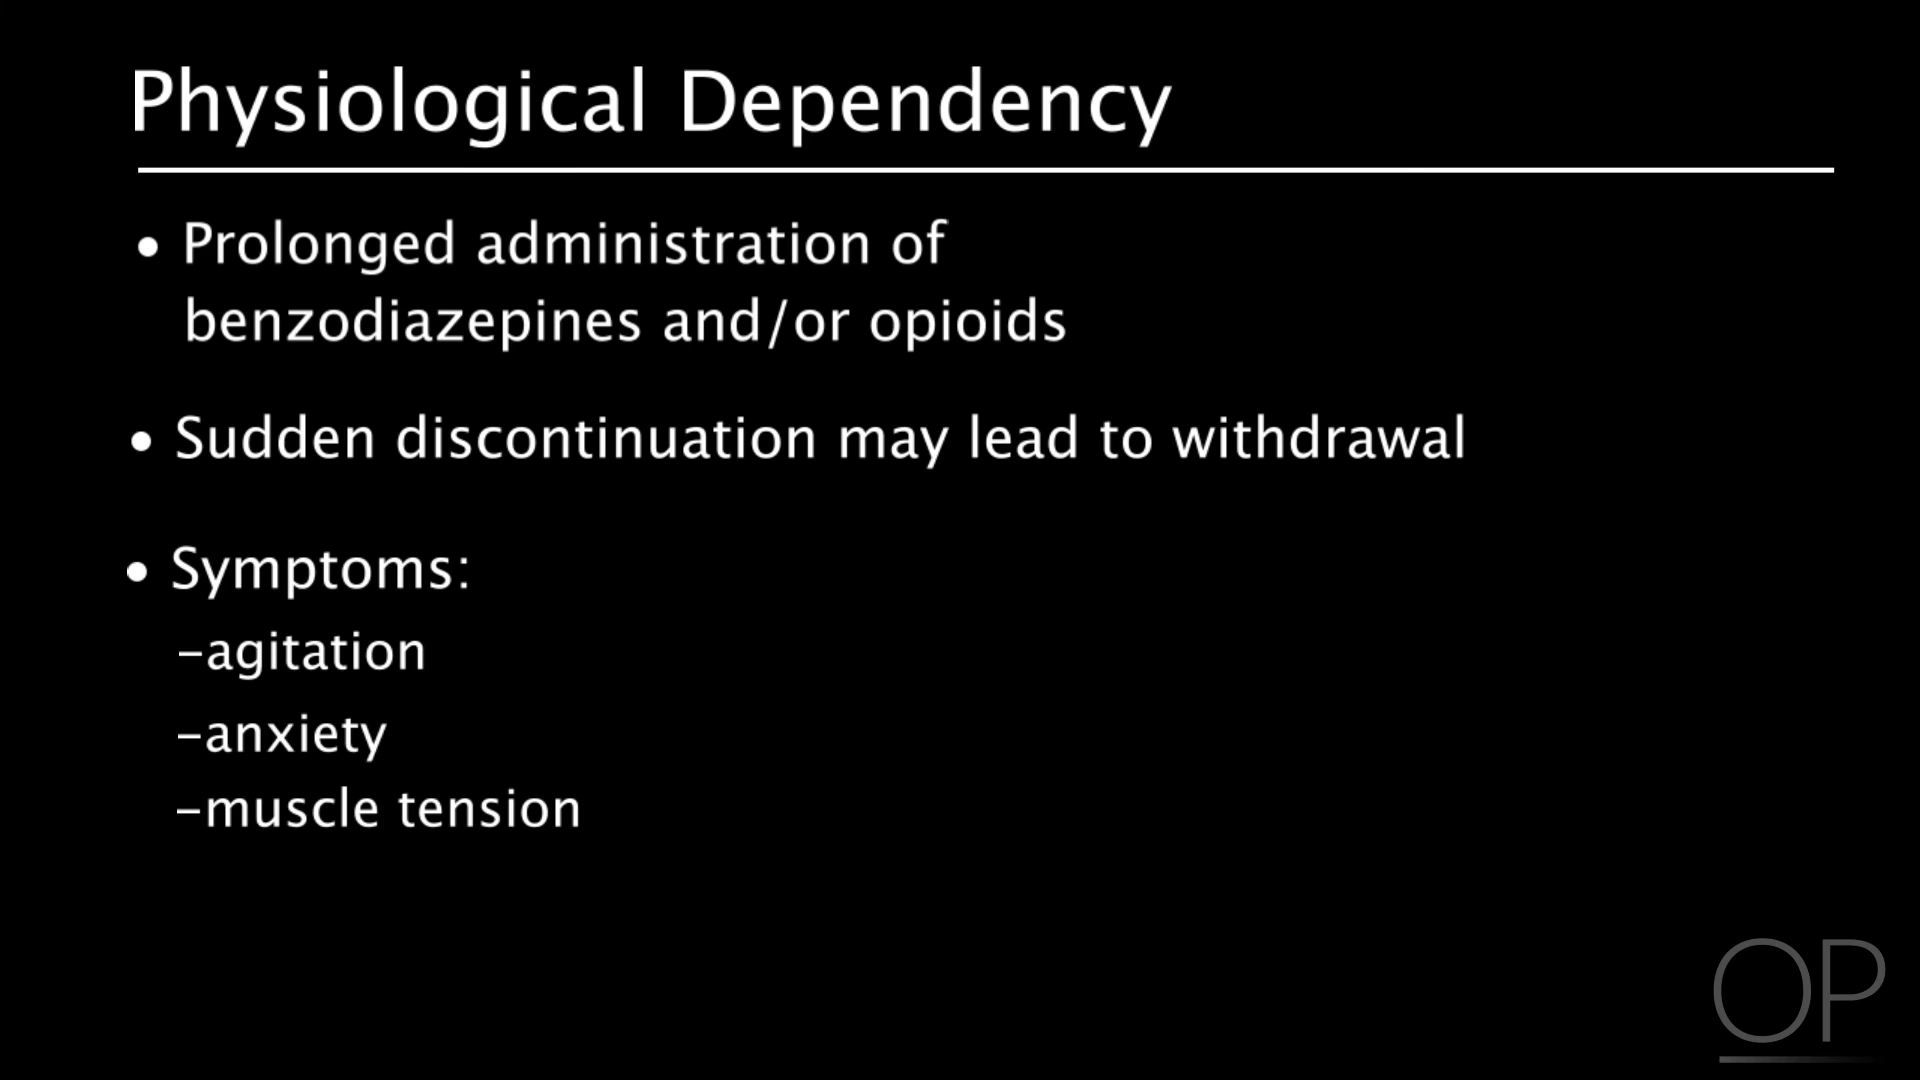 Physiological Dependency
• Prolonged administration of
benzodiazepines and/or opioids
• Sudden discontinuation may lead to withdrawal
• Symptoms:
-agitation
-anxiety
-muscle tension
OP